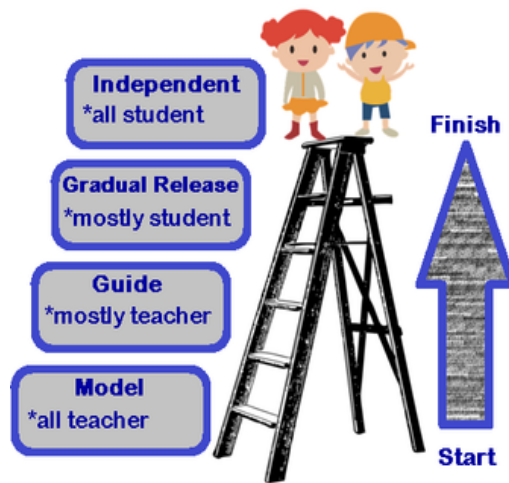 Independent
*all student
Finish
Gradual Release
*mostly student
Guide
*mostly teacher
Model
*all teacher
Start